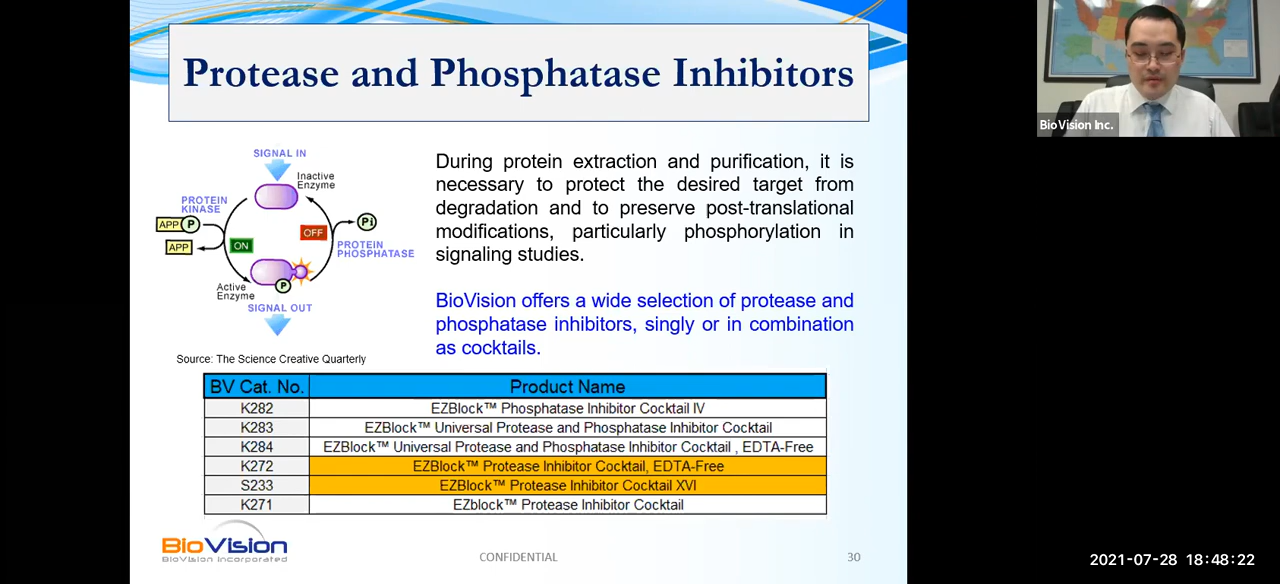 Protease and Phosphatase Inhibitors
SIGNAL IN
Inactive
Enzyme
PROTEIN
KINASE
APP P
APP
ON
OFF
Pi
PROTEIN
PHOSPHATASE
P
Active
Enzyme
SIGNAL OUT
Source: The Science Creative Quarterly
During protein extraction and purification, it is
necessary to protect the desired target from
degradation and to preserve post-translational
modifications, particularly phosphorylation in
signaling studies.
BioVision offers a wide selection of protease and
phosphatase inhibitors, singly or in combination
as cocktails.
BV Cat. No. Product Name
K282 EZBlock™ Phosphatase Inhibitor Cocktail IV
K283 EZBlock™ Universal Protease and Phosphatase Inhibitor Cocktail
K284 EZBlock™ Universal Protease and Phosphatase Inhibitor Cocktail , EDTA-Free
K272 EZBlock™ Protease Inhibitor Cocktail, EDTA-Free
S233 EZBlock™ Protease Inhibitor Cocktail XVI
K271 EZblock™ Protease Inhibitor Cocktail
BioVision
BioVision Incorporated
CONFIDENTIAL
30
BioVision Inc.
2021-07-28 18:48:22